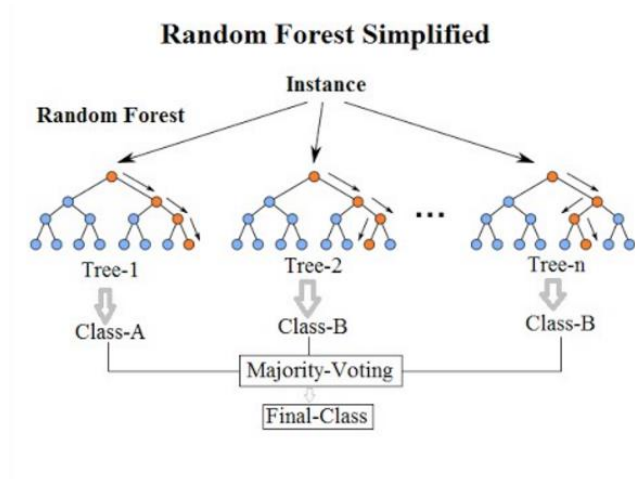 Random Forest Simplified
Instance
Random Forest
...
Tree-1
Tree-2
Tree-n
Class-A
Class-B
Class-B
Majority-Voting
Final-Class